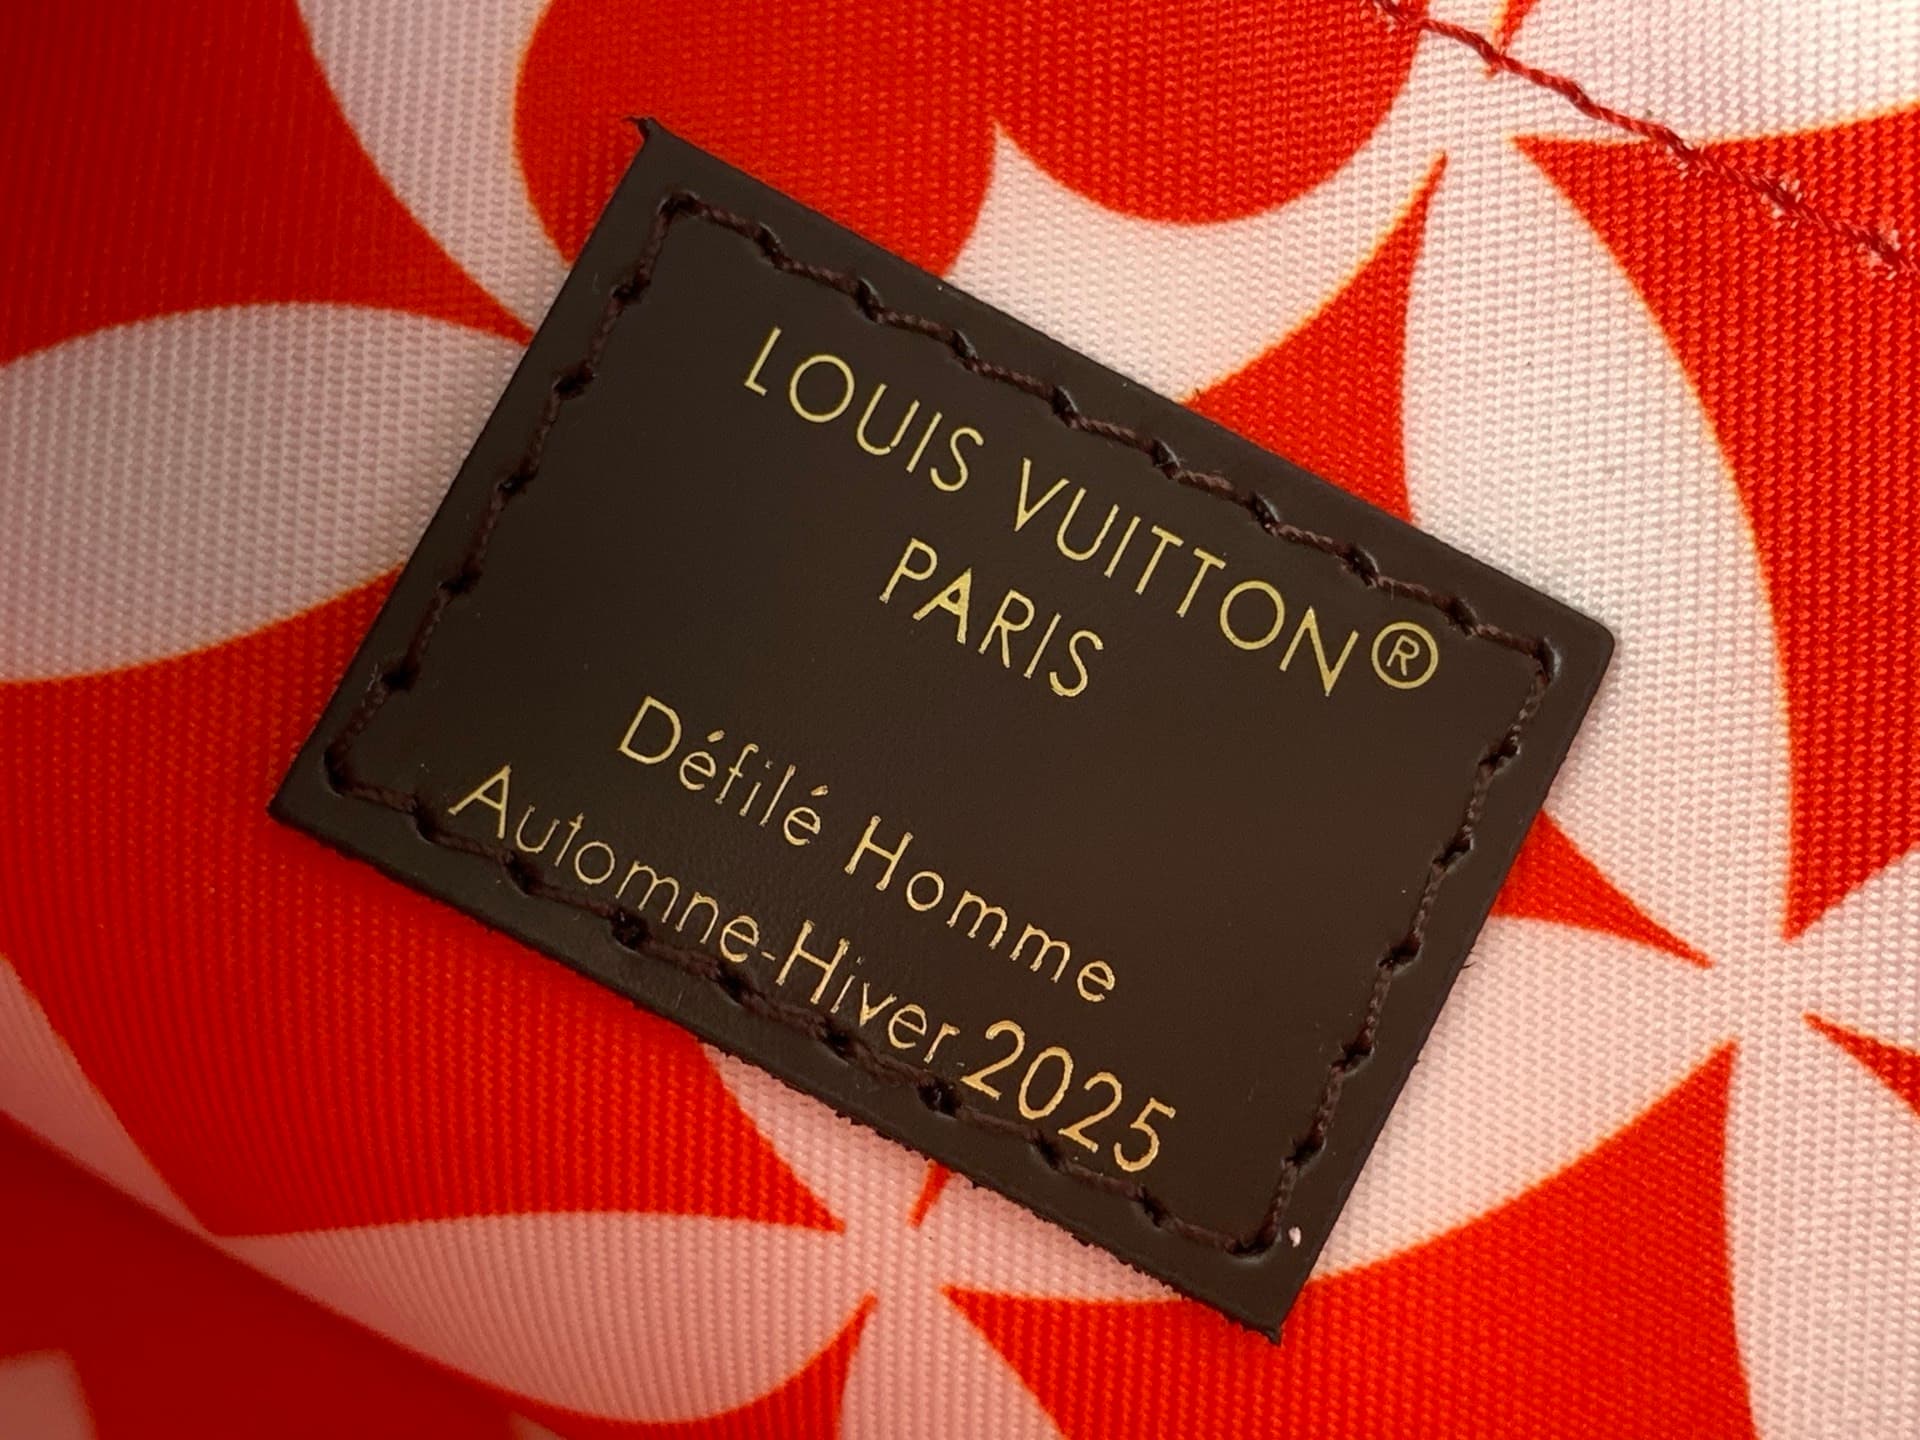 LOUIS VUITTON®
PARIS
Défilé Homme
Automne-Hiver 2025